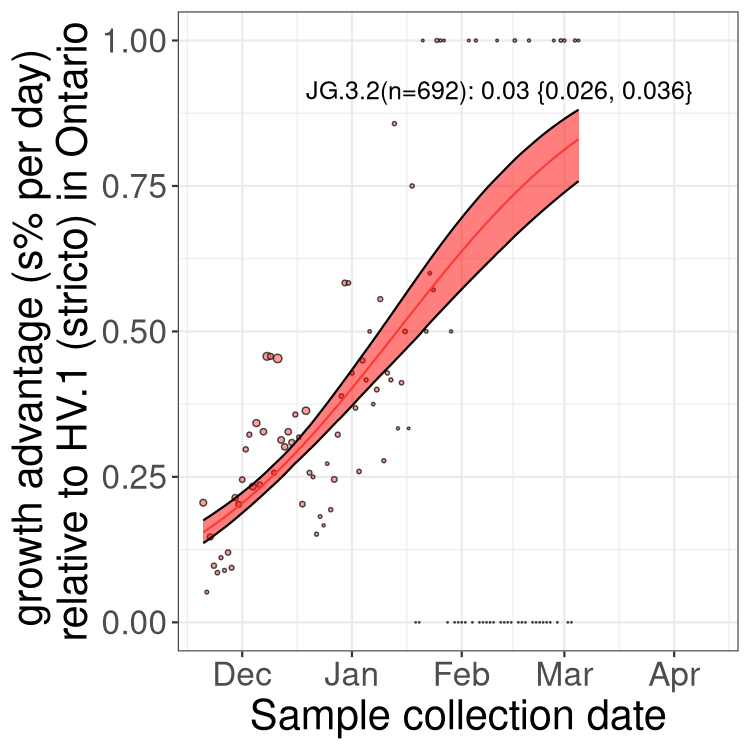 growth advantage (s% per day)
relative to HV.1 (stricto) in Ontario
1.00
0.75
0.50
0.25
0.00
JG.3.2(n=692): 0.03 {0.026, 0.036}
Dec Jan Feb Mar Apr
Sample collection date